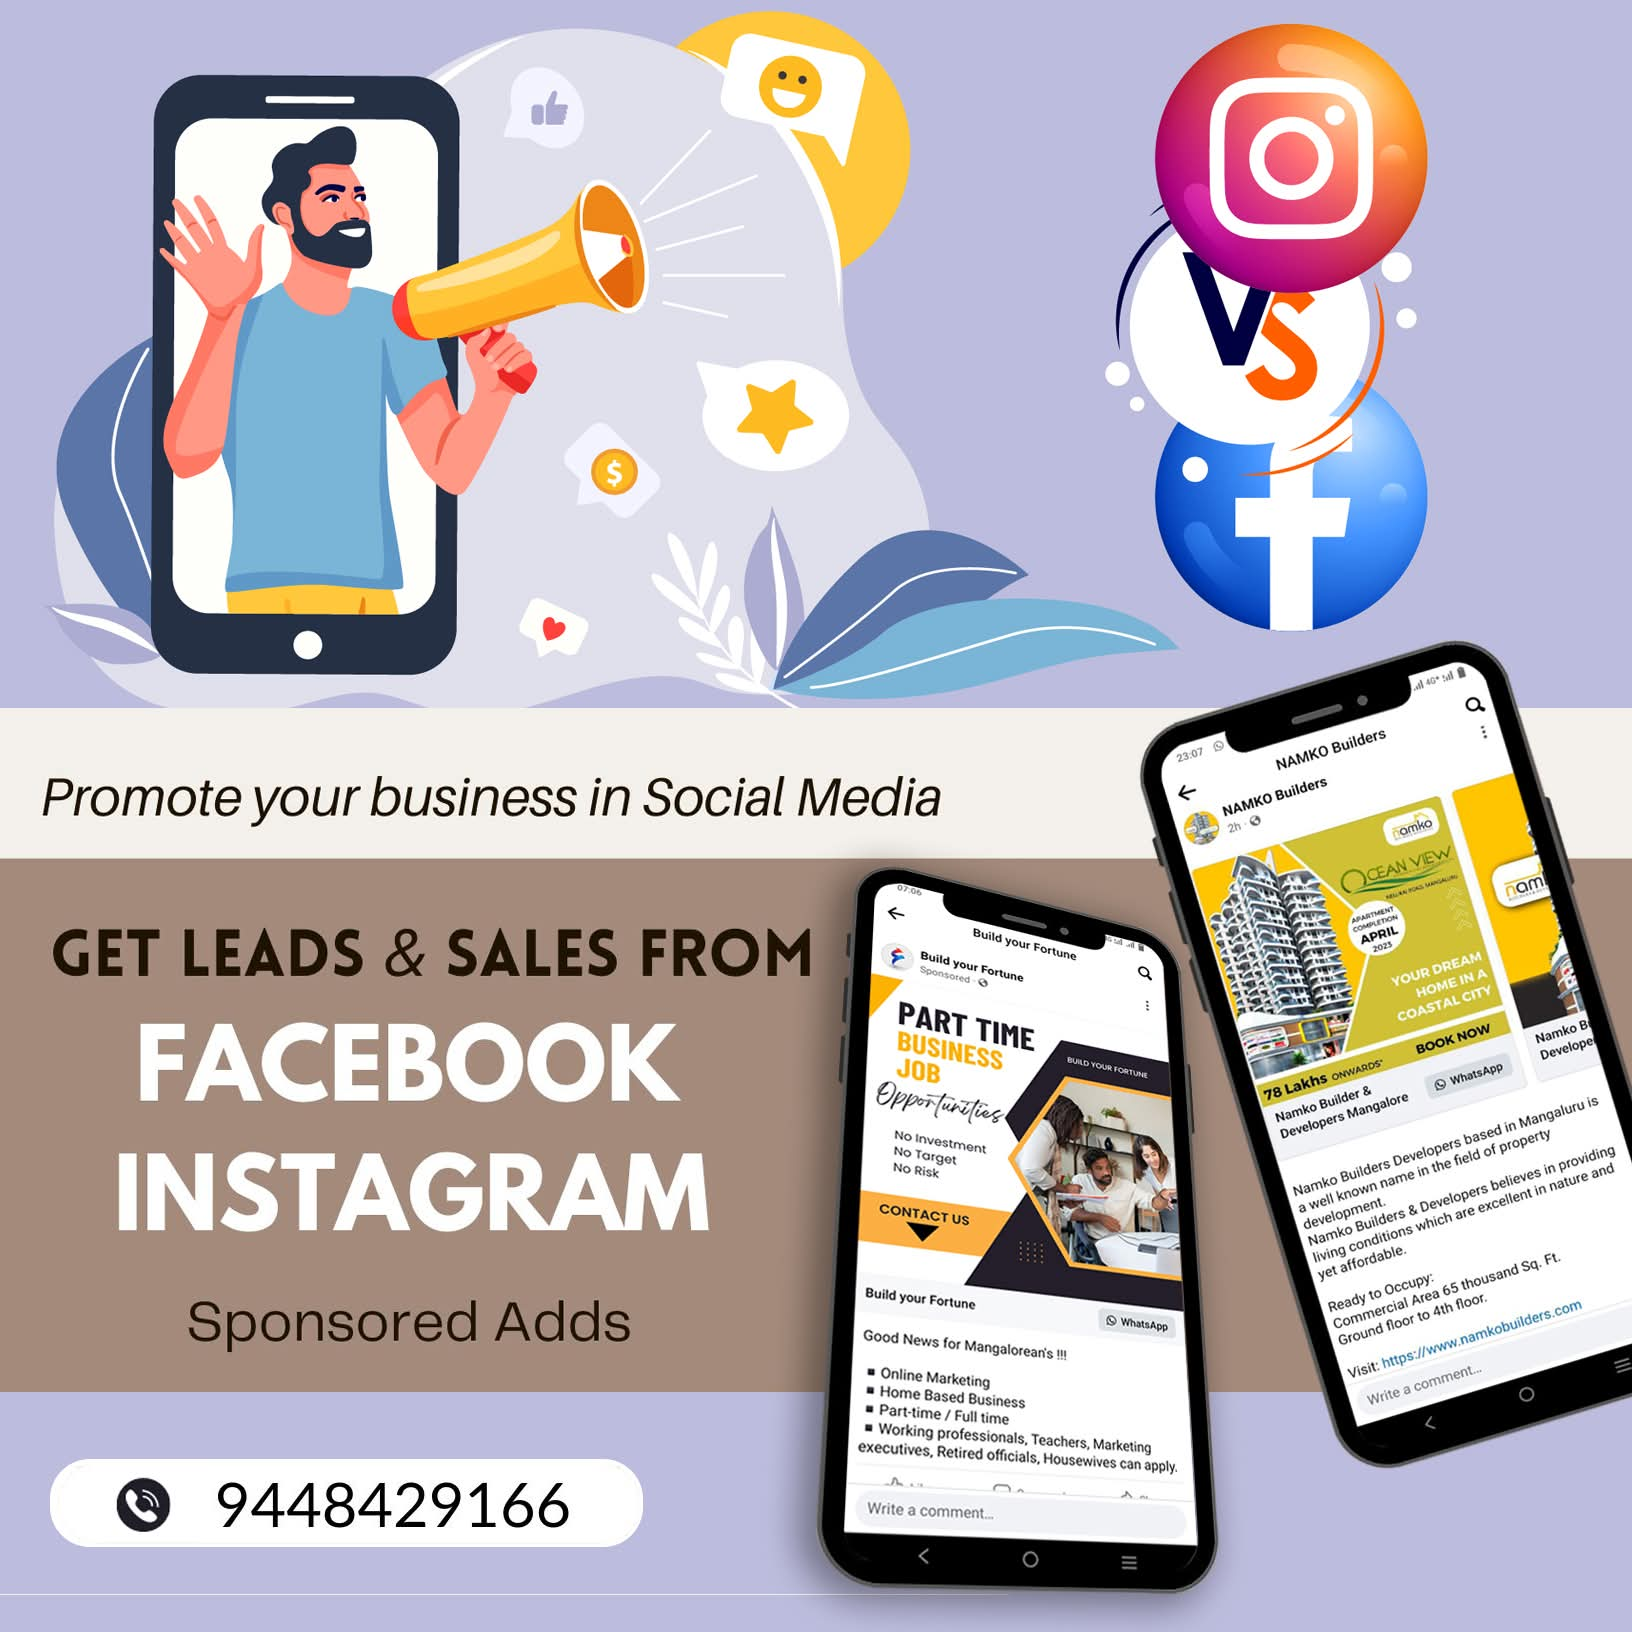 $
VS
f
Promote your business in Social Media
GET LEADS & SALES FROM
FACEBOOK
INSTAGRAM
Sponsored Adds
9448429166
07:06
Build your Fortune
Build your Fortune
Sponsored ·
PART TIME
BUSINESS
JOB
Opportunities
BUILD YOUR FORTUNE
No Investment
No Target
No Risk
CONTACT US
Build your Fortune
WhatsApp
Good News for Mangalorean's !!!
▪ Online Marketing
▪ Home Based Business
▪ Part-time / Full time
▪ Working professionals, Teachers, Marketing
executives, Retired officials, Housewives can apply.
Write a comment...
23:07
4G+
NAMKO Builders
NAMKO Builders
2h ·
namko
OCEAN VIEW
APARTMENT
COMPLETION
APRIL
2023
YOUR DREAM
HOME IN A
COASTAL CITY
78 Lakhs ONWARDS*
BOOK NOW
Namko Builder &
Developers Mangalore
WhatsApp
Namko Builders Developers based in Mangaluru is
a well known name in the field of property
development.
Namko Builders & Developers believes in providing
living conditions which are excellent in nature and
yet affordable.
Ready to Occupy:
Commercial Area 65 thousand Sq. Ft.
Ground floor to 4th floor.
Visit: https://www.namkobuilders.com
Write a comment...